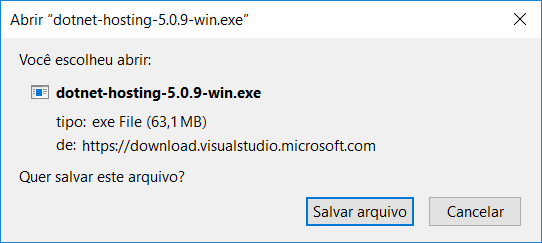 Abrir “dotnet-hosting-5.0.9-win.exe”
Você escolheu abrir:
dotnet-hosting-5.0.9-win.exe
tipo: exe File (63,1 MB)
de: https://download.visualstudio.microsoft.com
Quer salvar este arquivo?
Salvar arquivo
Cancelar